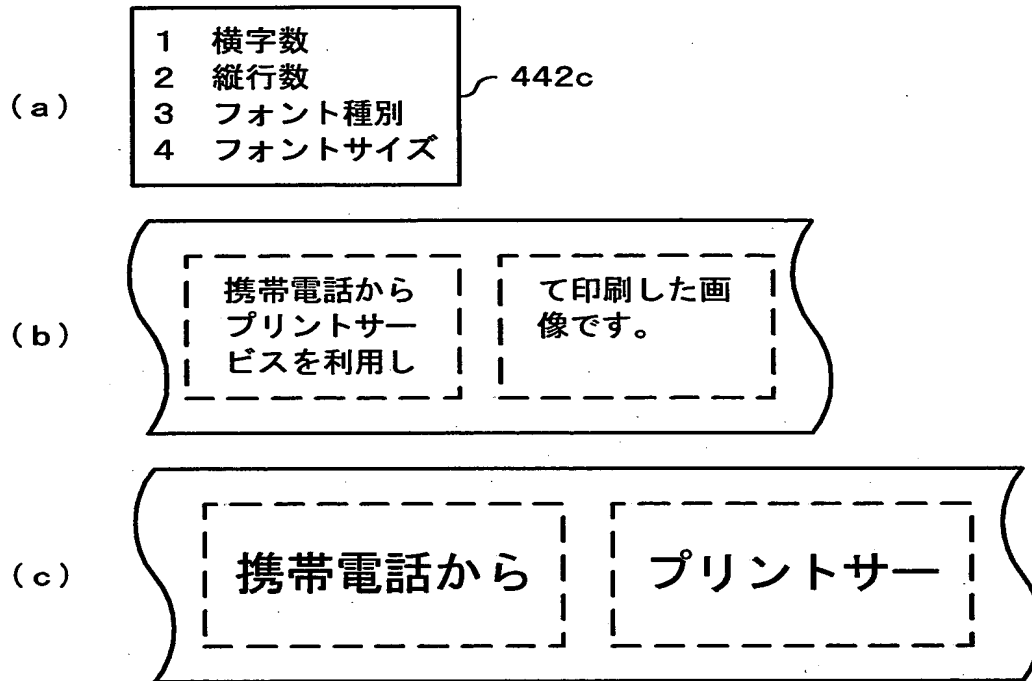 (a)
1 横字数
2 縦行数
3 フォント種別
4 フォントサイズ
442c
(b)
携帯電話から
プリントサー
ビスを利用し
て印刷した画
像です。
(c)
携帯電話から
プリントサー